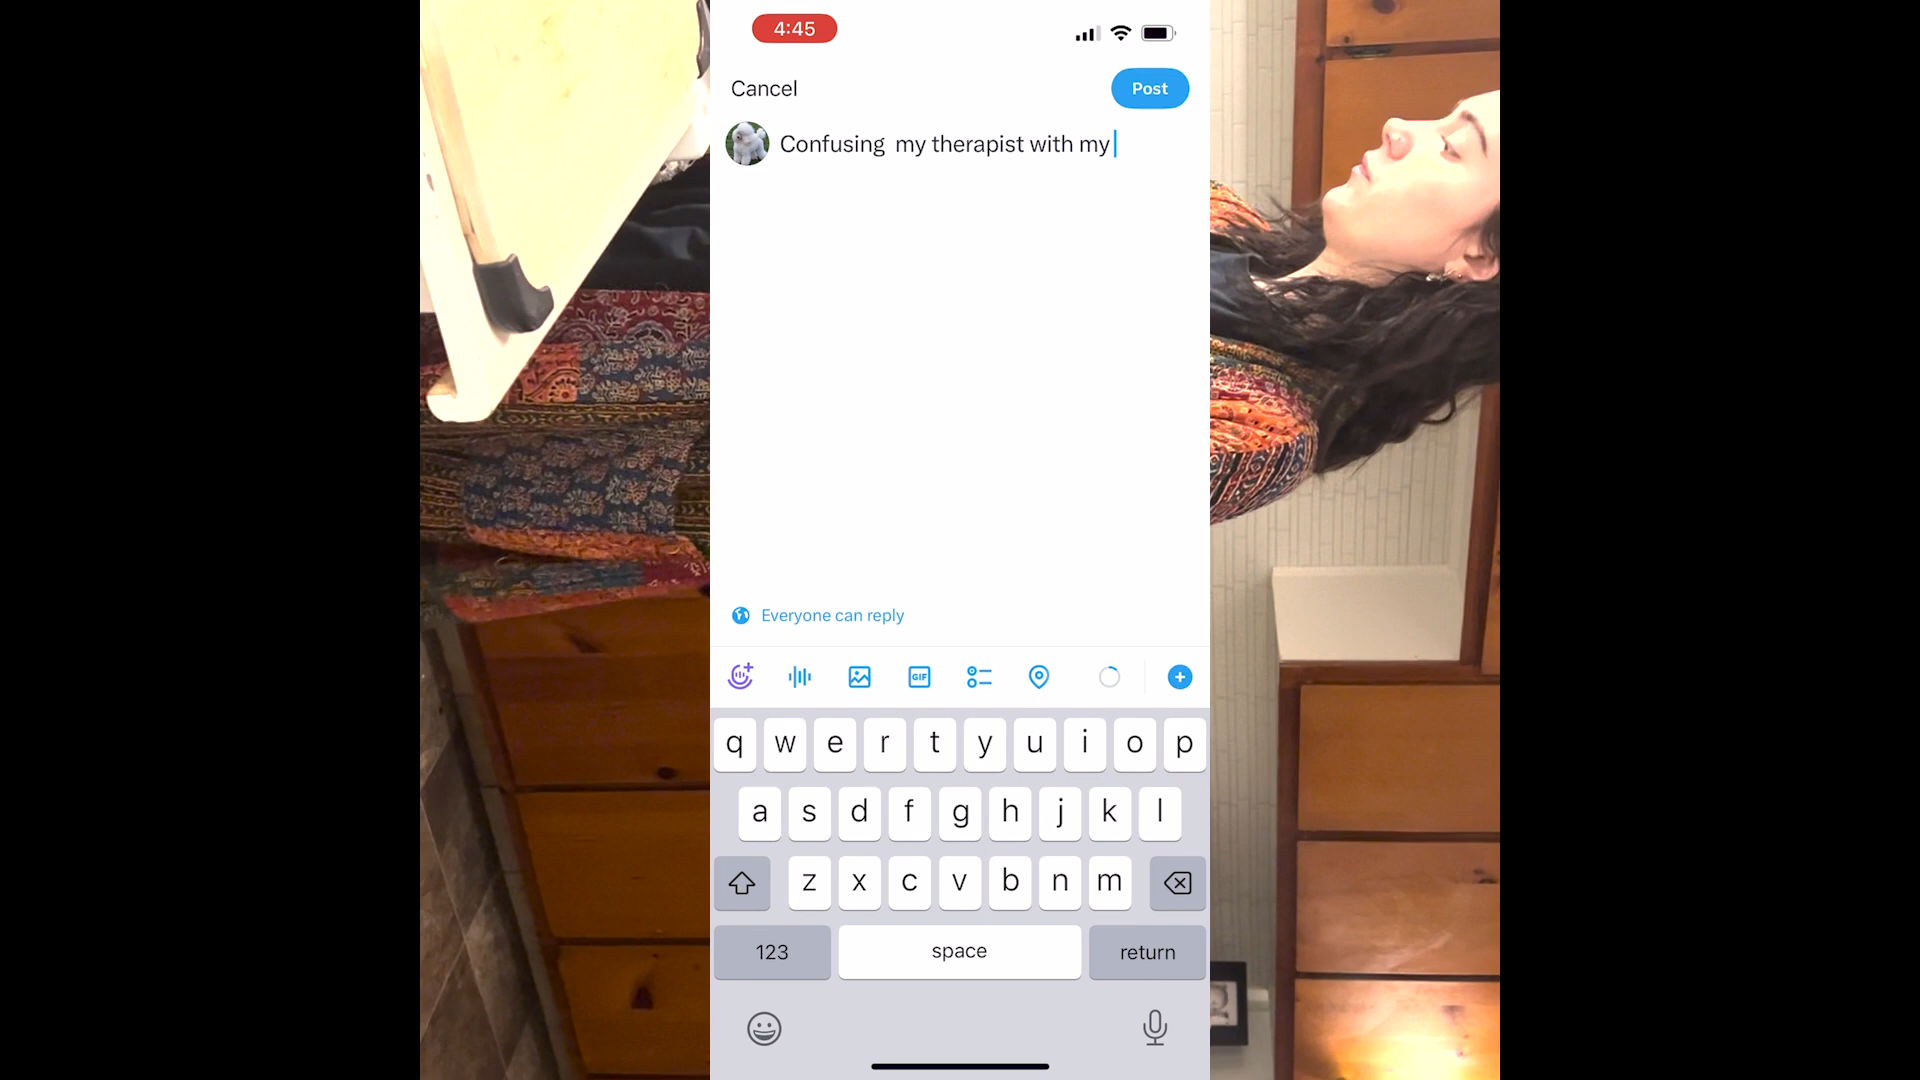 4:45
Cancel
Post
Confusing  my therapist with my
Everyone can reply
GIF
q w e r t y u i o p
a s d f g h j k l
z x c v b n m
123 space return